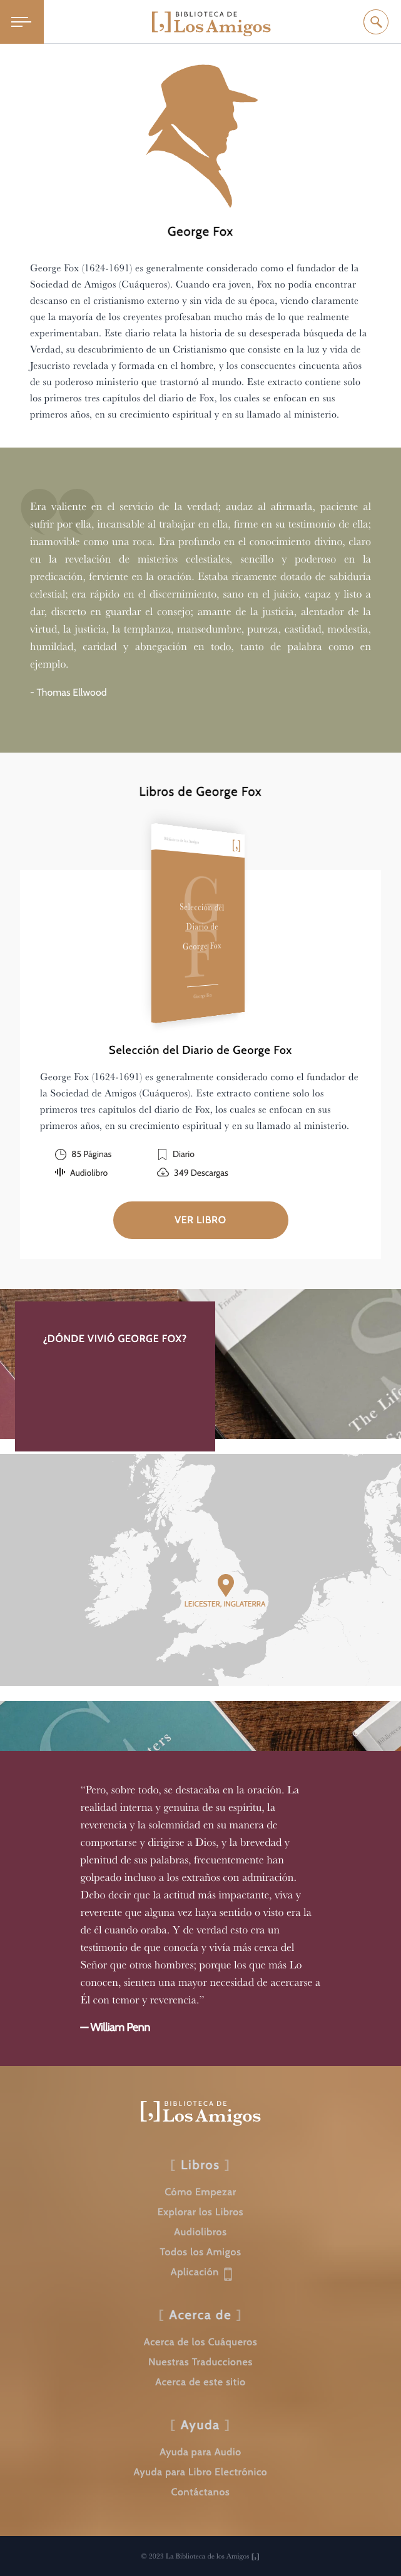 BIBLIOTECA DE
[,] Los Amigos
George Fox
George Fox (1624-1691) es generalmente considerado como el fundador de la
Sociedad de Amigos (Cuáqueros). Cuando era joven, Fox no podía encontrar
descanso en el cristianismo externo y sin vida de su época, viendo claramente
que la mayoría de los creyentes profesaban mucho más de lo que realmente
experimentaban. Este diario relata la historia de su desesperada búsqueda de la
Verdad, su descubrimiento de un Cristianismo que consiste en la luz y vida de
Jesucristo revelada y formada en el hombre, y los consecuentes cincuenta años
de su poderoso ministerio que trastornó al mundo. Este extracto contiene solo
los primeros tres capítulos del diario de Fox, los cuales se enfocan en sus
primeros años, en su crecimiento espiritual y en su llamado al ministerio.
Era valiente en el servicio de la verdad; audaz al afirmarla, paciente al
sufrir por ella, incansable al trabajar en ella, firme en su testimonio de ella;
inamovible como una roca. Era profundo en el conocimiento divino, claro
en la revelación de misterios celestiales, sencillo y poderoso en la
predicación, ferviente en la oración. Estaba ricamente dotado de sabiduría
celestial; era rápido en el discernimiento, sano en el juicio, capaz y listo a
dar, discreto en guardar el consejo; amante de la justicia, alentador de la
virtud, la justicia, la templanza, mansedumbre, pureza, castidad, modestia,
humildad, caridad y abnegación en todo, tanto de palabra como en
ejemplo.
- Thomas Ellwood
Libros de George Fox
Biblioteca de los Amigos
[,]
GF
Selección del
Diario de
George Fox
George Fox
Selección del Diario de George Fox
George Fox (1624-1691) es generalmente considerado como el fundador de
la Sociedad de Amigos (Cuáqueros). Este extracto contiene solo los
primeros tres capítulos del diario de Fox, los cuales se enfocan en sus
primeros años, en su crecimiento espiritual y en su llamado al ministerio.
85 Páginas
Diario
Audiolibro
349 Descargas
VER LIBRO
Friends
¿DÓNDE VIVIÓ GEORGE FOX?
The Life
LEICESTER, INGLATERRA
ters
“Pero, sobre todo, se destacaba en la oración. La
realidad interna y genuina de su espíritu, la
reverencia y la solemnidad en su manera de
comportarse y dirigirse a Dios, y la brevedad y
plenitud de sus palabras, frecuentemente han
golpeado incluso a los extraños con admiración.
Debo decir que la actitud más impactante, viva y
reverente que alguna vez haya sentido o visto era la
de él cuando oraba. Y de verdad esto era un
testimonio de que conocía y vivía más cerca del
Señor que otros hombres; porque los que más Lo
conocen, sienten una mayor necesidad de acercarse a
Él con temor y reverencia.”
— William Penn
BIBLIOTECA DE
[,] Los Amigos
[ Libros ]
Cómo Empezar
Explorar los Libros
Audiolibros
Todos los Amigos
Aplicación
[ Acerca de ]
Acerca de los Cuáqueros
Nuestras Traducciones
Acerca de este sitio
[ Ayuda ]
Ayuda para Audio
Ayuda para Libro Electrónico
Contáctanos
© 2023 La Biblioteca de los Amigos [,]